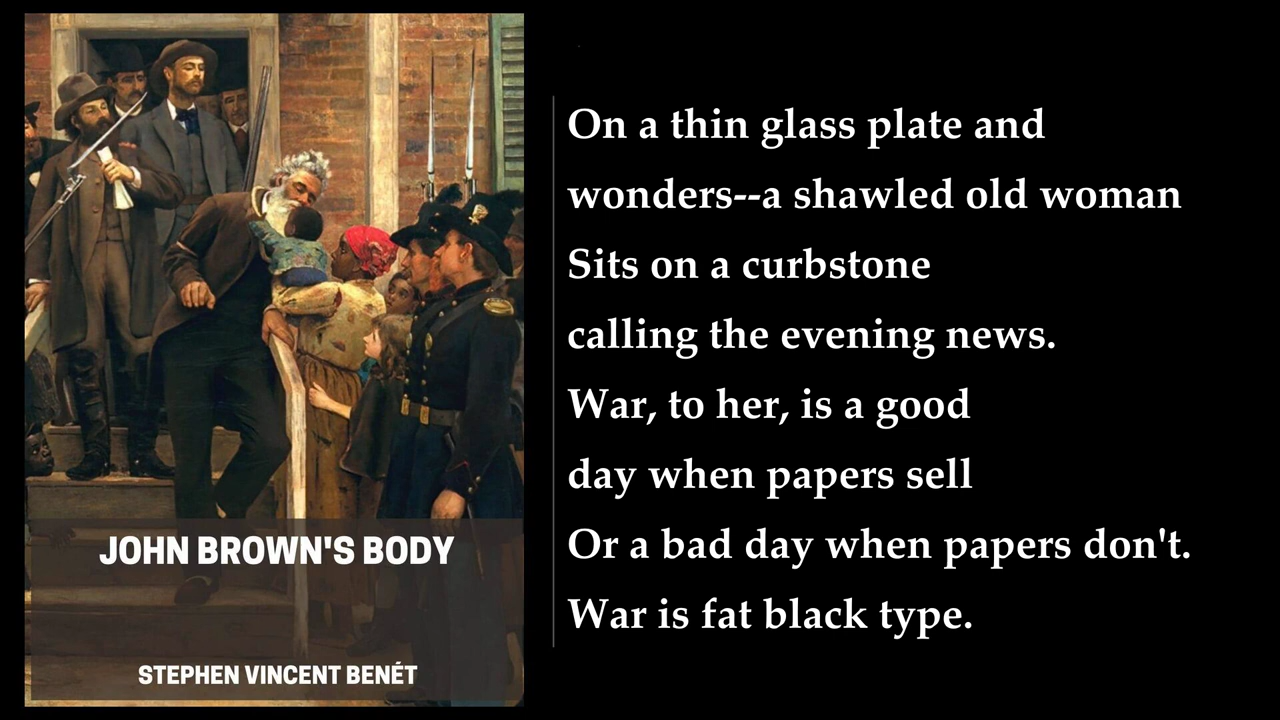 JOHN BROWN'S BODY
STEPHEN VINCENT BENÉT
On a thin glass plate and
wonders--a shawled old woman
Sits on a curbstone
calling the evening news.
War, to her, is a good
day when papers sell
Or a bad day when papers don't.
War is fat black type.